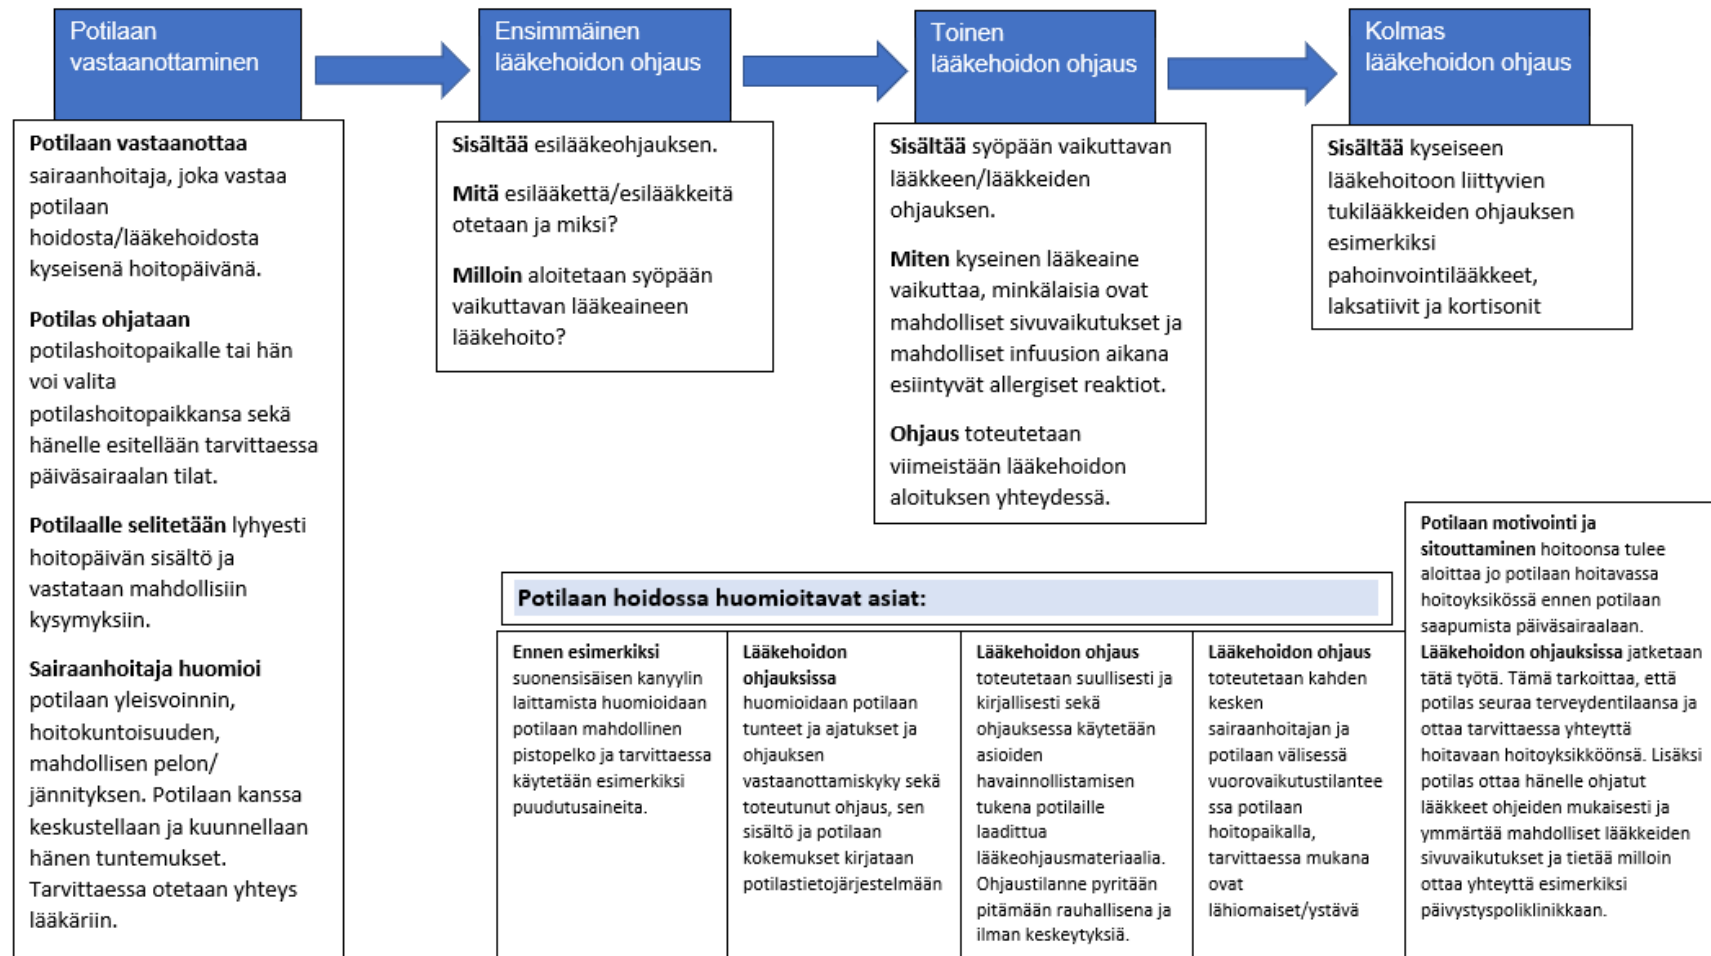 Potilaan
vastaanottaminen
Potilaan vastaanottaa
sairaanhoitaja, joka vastaa
potilaan
hoidosta/lääkehoidosta
kyseisenä hoitopäivänä.
Potilas ohjataan
potilashoitopaikalle tai hän
voi valita
potilashoitopaikkansa sekä
hänelle esitellään tarvittaessa
päiväsairaalan tilat.
Potilaalle selitetään lyhyesti
hoitopäivän sisältö ja
vastataan mahdollisiin
kysymyksiin.
Sairaanhoitaja huomioi
potilaan yleisvoinnin,
hoitokuntoisuuden,
mahdollisen pelon/
jännityksen. Potilaan kanssa
keskustellaan ja kuunnellaan
hänen tuntemukset.
Tarvittaessa otetaan yhteys
lääkäriin.
Ensimmäinen
lääkehoidon ohjaus
Sisältää esilääkeohjauksen.
Mitä esilääkettä/esilääkkeitä
otetaan ja miksi?
Milloin aloitetaan syöpään
vaikuttavan lääkeaineen
lääkehoito?
Toinen
lääkehoidon ohjaus
Sisältää syöpään vaikuttavan
lääkkeen/lääkkeiden
ohjauksen.
Miten kyseinen lääkeaine
vaikuttaa, minkälaisia ovat
mahdolliset sivuvaikutukset ja
mahdolliset infuusion aikana
esiintyvät allergiset reaktiot.
Ohjaus toteutetaan
viimeistään lääkehoidon
aloituksen yhteydessä.
Kolmas
lääkehoidon ohjaus
Sisältää kyseiseen
lääkehoitoon liittyvien
tukilääkkeiden ohjauksen
esimerkiksi
pahoinvointilääkkeet,
laksatiivit ja kortisonit
Potilaan hoidossa huomioitavat asiat:
Ennen esimerkiksi
suonensisäisen kanyylin
laittamista huomioidaan
potilaan mahdollinen
pistopelko ja tarvittaessa
käytetään esimerkiksi
puudutusaineita.
Lääkehoidon
ohjauksissa
huomioidaan potilaan
tunteet ja ajatukset ja
ohjauksen
vastaanottamiskyky sekä
toteutunut ohjaus, sen
sisältö ja potilaan
kokemukset kirjataan
potilastietojärjestelmään
Lääkehoidon ohjaus
toteutetaan suullisesti ja
kirjallisesti sekä
ohjauksessa käytetään
asioiden
havainnollistamisen
tukena potilaille
laadittua
lääkeohjausmateriaalia.
Ohjaustilanne pyritään
pitämään rauhallisena ja
ilman keskeytyksiä.
Lääkehoidon ohjaus
toteutetaan kahden
kesken
sairaanhoitajan ja
potilaan välisessä
vuorovaikutustilantee
ssa potilaan
hoitopaikalla,
tarvittaessa mukana
ovat
lähiomaiset/ystävä
Potilaan motivointi ja
sitouttaminen hoitoonsa tulee
aloittaa jo potilaan hoitavassa
hoitoyksikössä ennen potilaan
saapumista päiväsairaalaan.
Lääkehoidon ohjauksissa jatketaan
tätä työtä. Tämä tarkoittaa, että
potilas seuraa terveydentilaansa ja
ottaa tarvittaessa yhteyttä
hoitavaan hoitoyksikköönsä. Lisäksi
potilas ottaa hänelle ohjatut
lääkkeet ohjeiden mukaisesti ja
ymmärtää mahdolliset lääkkeiden
sivuvaikutukset ja tietää milloin
ottaa yhteyttä esimerkiksi
päivystyspoliklinikkaan.